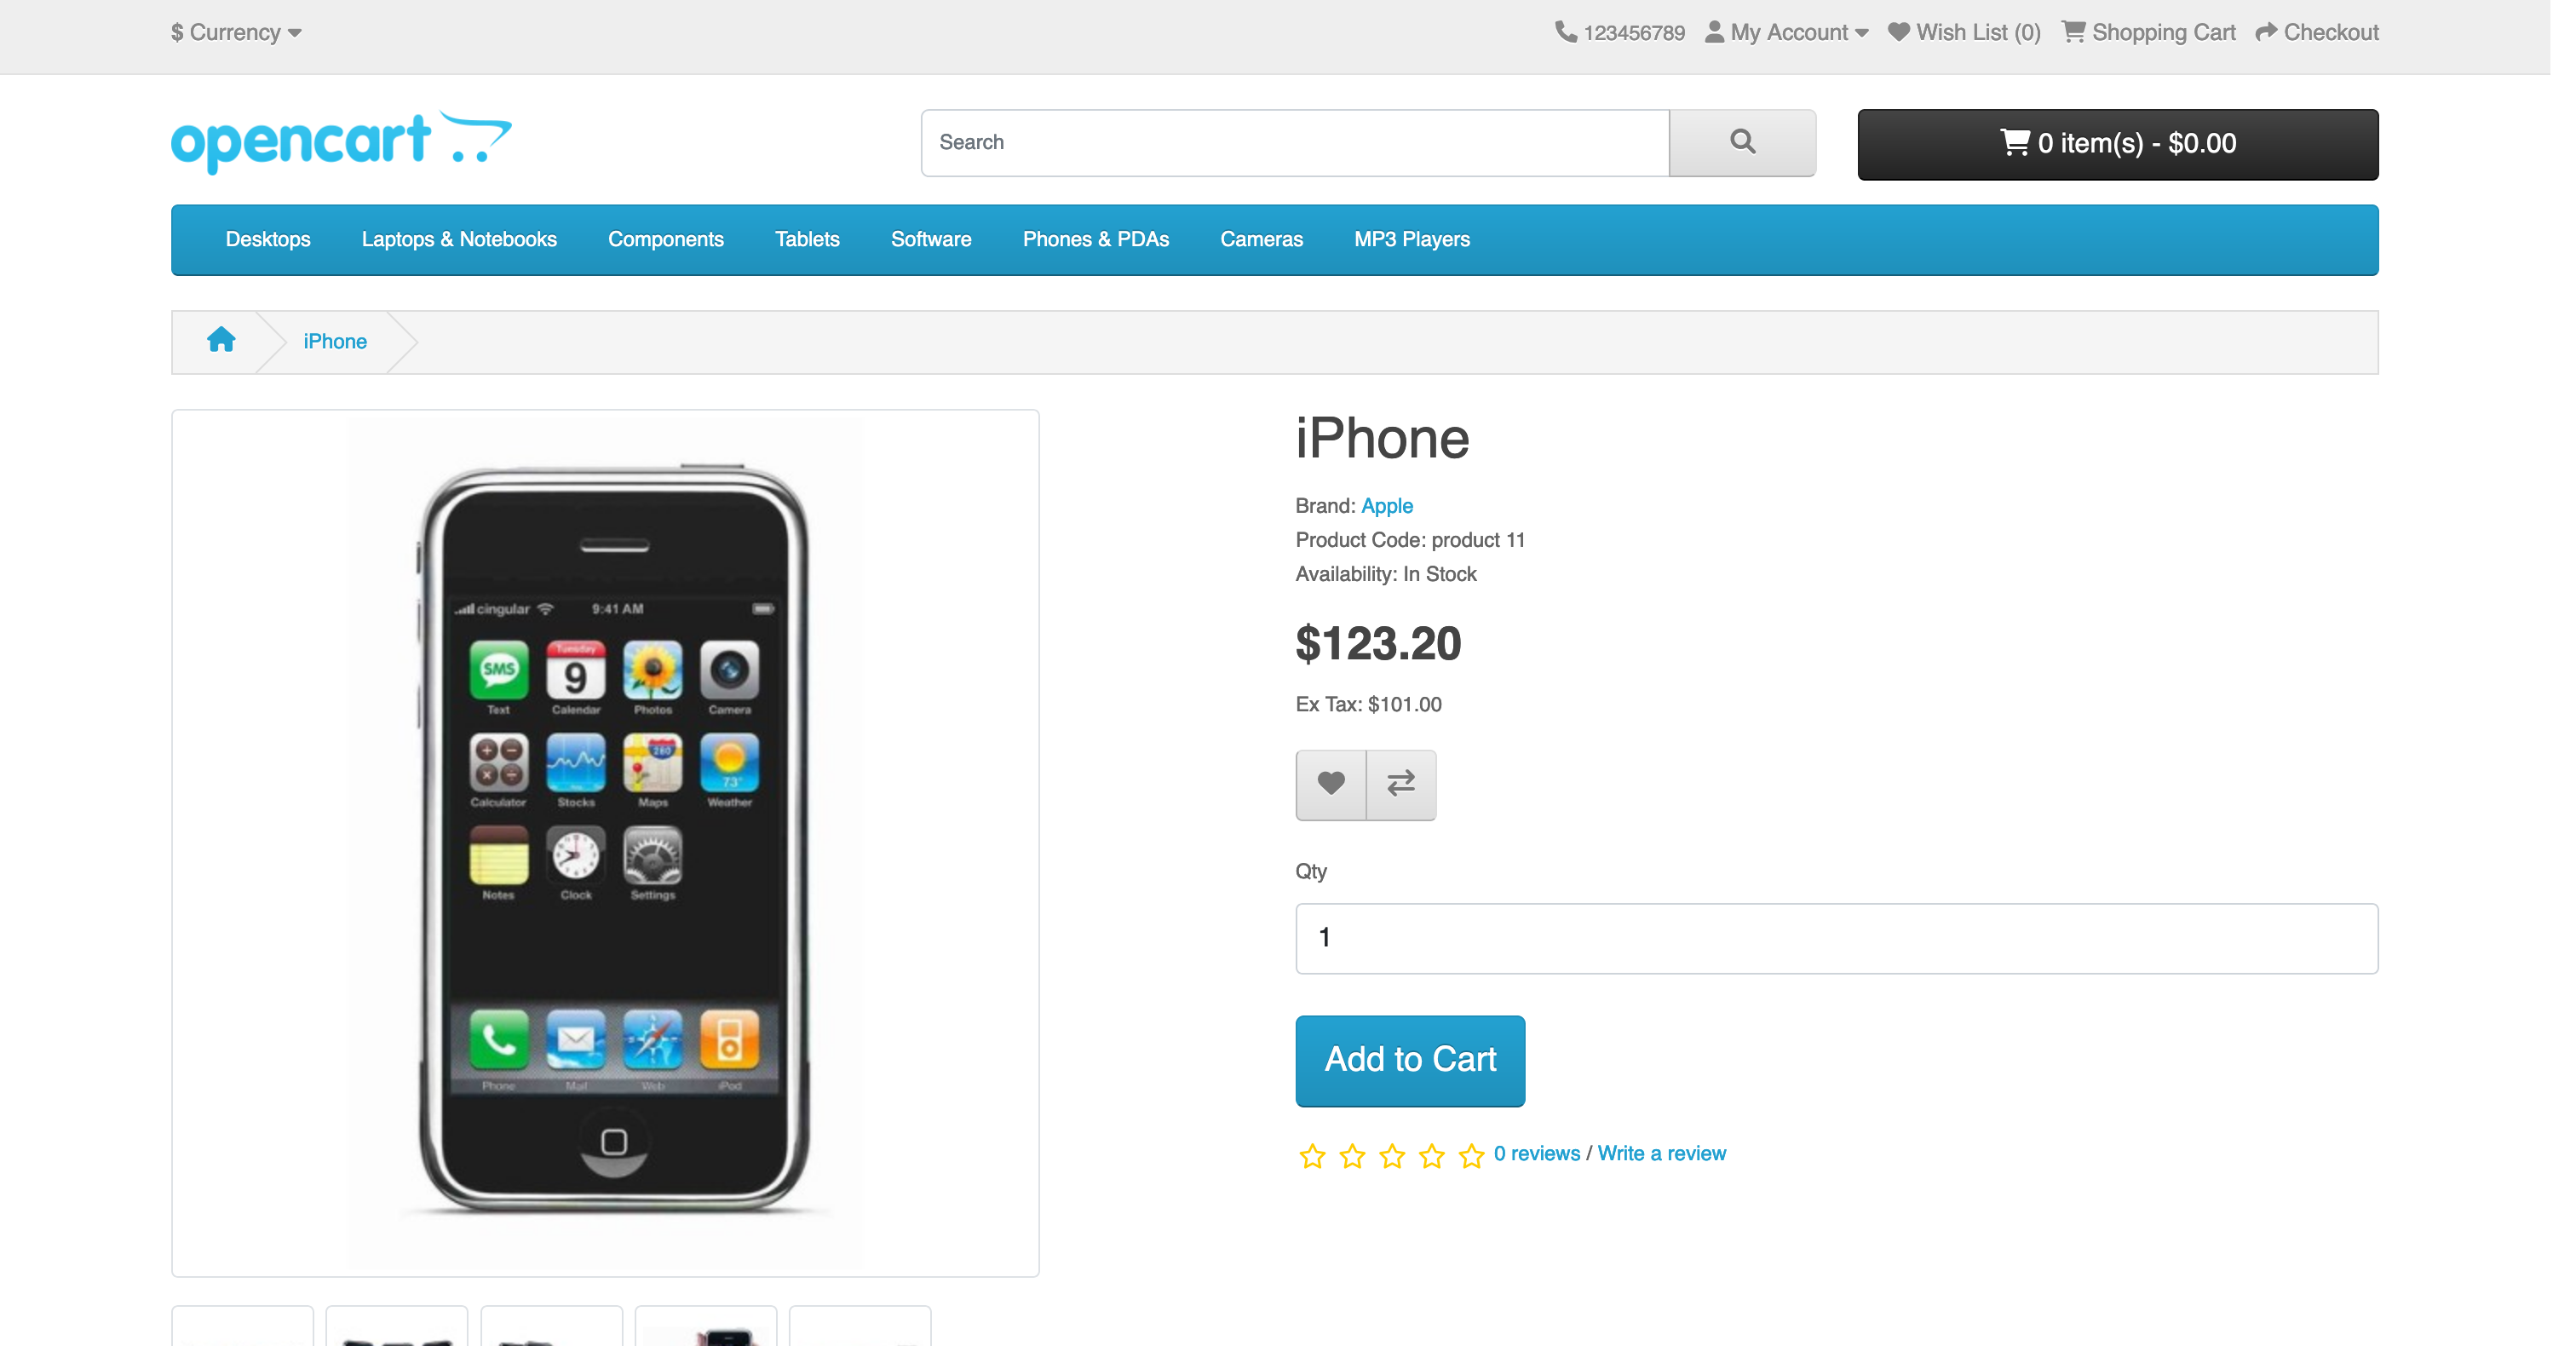 $ Currency
123456789 My Account Wish List (0) Shopping Cart Checkout
opencart
Search
0 item(s) - $0.00
Desktops Laptops & Notebooks Components Tablets Software Phones & PDAs Cameras MP3 Players
iPhone
iPhone
Brand: Apple
Product Code: product 11
Availability: In Stock
$123.20
Ex Tax: $101.00
Qty
1
Add to Cart
0 reviews / Write a review
cingular 9:41 AM
SMS Tuesday 9
Text Calendar Photos Camera
280 73°
Calculator Stocks Maps Weather
Notes Clock Settings
Phone Mail Web iPod